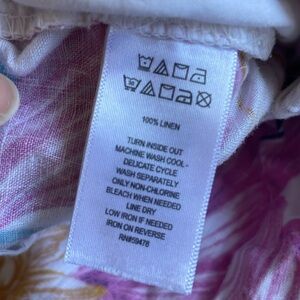 100% LINEN
TURN INSIDE OUT
MACHINE WASH COOL -
DELICATE CYCLE
WASH SEPARATELY
ONLY NON-CHLORINE
BLEACH WHEN NEEDED
LINE DRY
LOW IRON IF NEEDED
IRON ON REVERSE
RN#59478